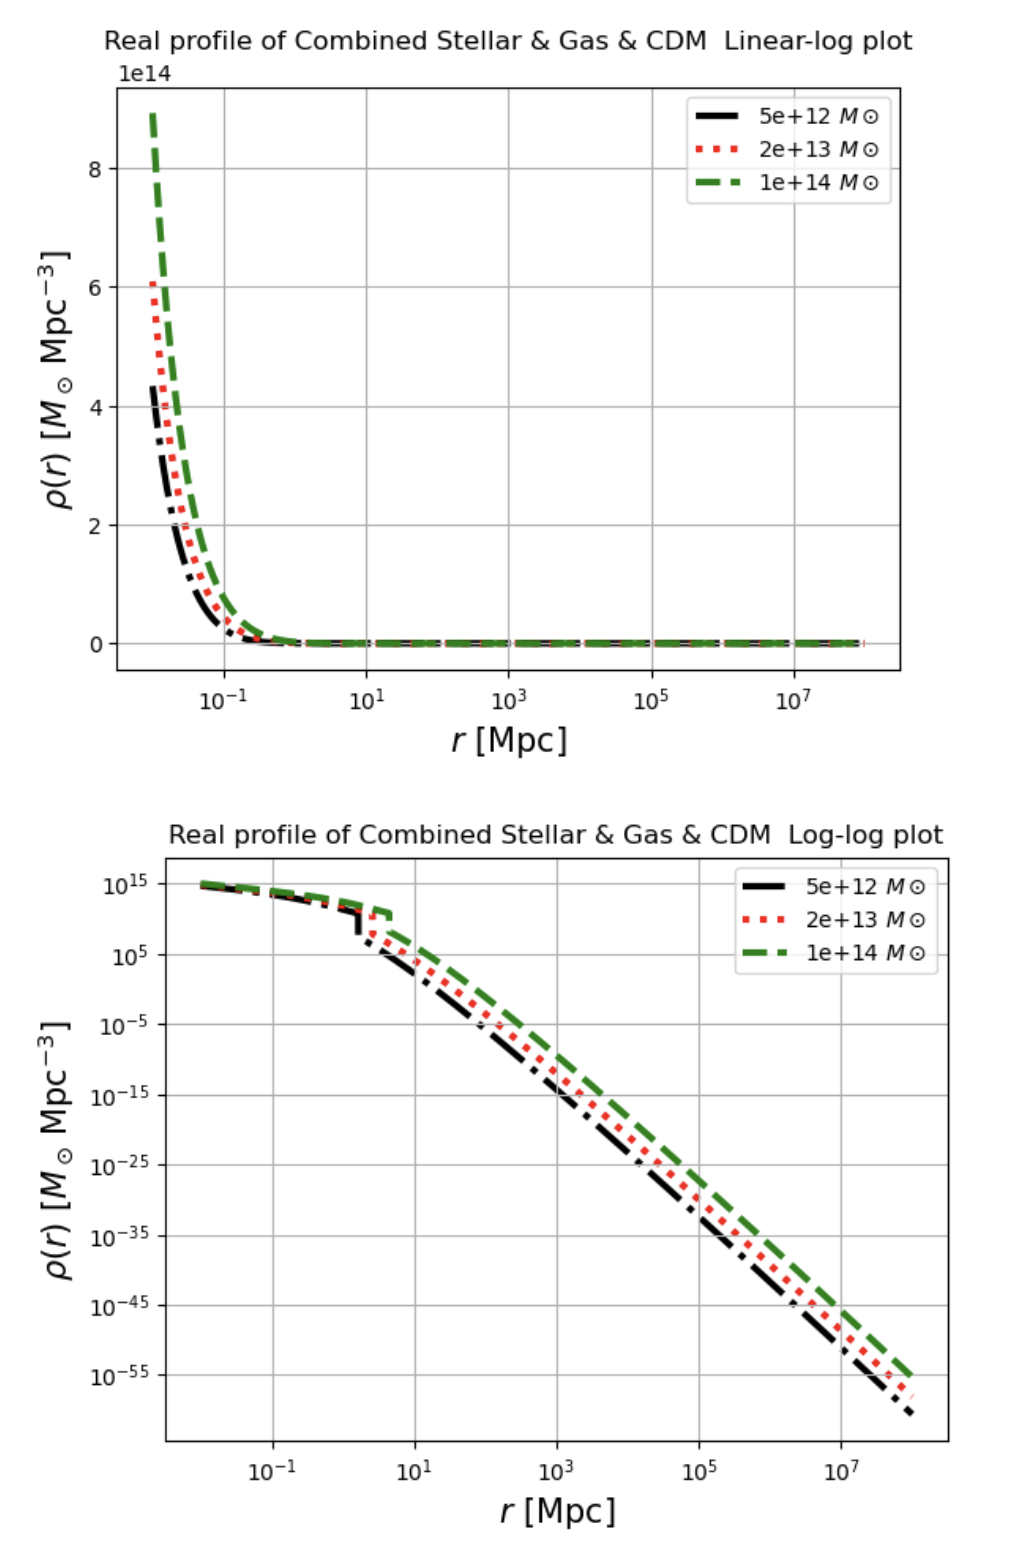 Real profile of Combined Stellar & Gas & CDM  Linear-log plot
1e14
5e+12 M⊙
2e+13 M⊙
1e+14 M⊙
8
6
4
2
0
ρ(r) [M⊙ Mpc⁻³]
10⁻¹ 10¹ 10³ 10⁵ 10⁷
r [Mpc]
Real profile of Combined Stellar & Gas & CDM  Log-log plot
5e+12 M⊙
2e+13 M⊙
1e+14 M⊙
10¹⁵
10⁵
10⁻⁵
10⁻¹⁵
10⁻²⁵
10⁻³⁵
10⁻⁴⁵
10⁻⁵⁵
ρ(r) [M⊙ Mpc⁻³]
10⁻¹ 10¹ 10³ 10⁵ 10⁷
r [Mpc]